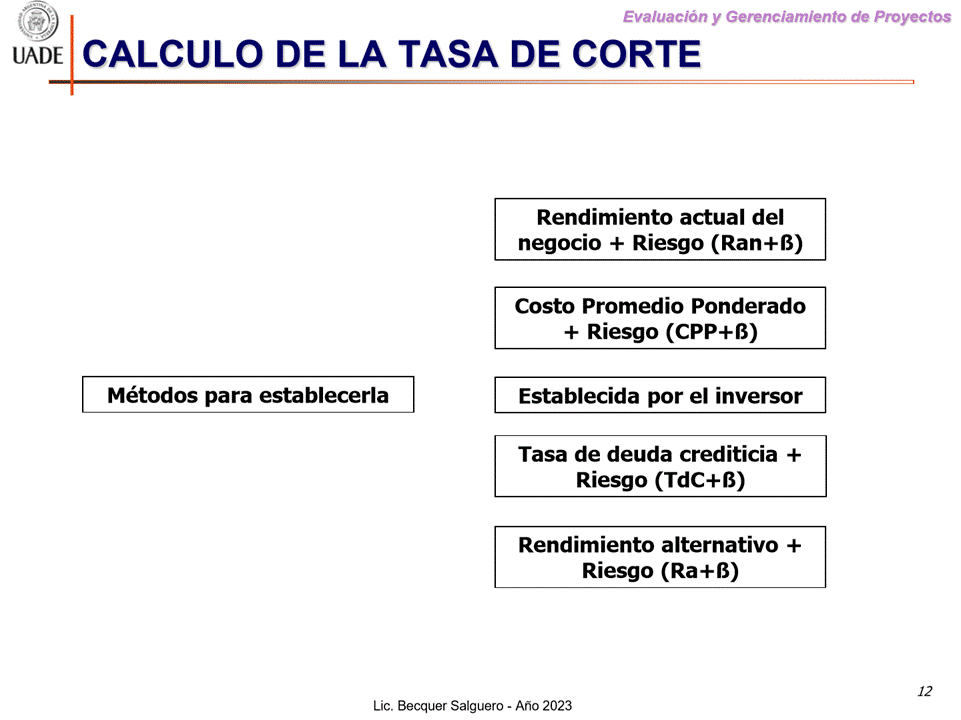 Evaluación y Gerenciamiento de Proyectos
UADE
CALCULO DE LA TASA DE CORTE
Métodos para establecerla
Rendimiento actual del
negocio + Riesgo (Ran+ß)
Costo Promedio Ponderado
+ Riesgo (CPP+ß)
Establecida por el inversor
Tasa de deuda crediticia +
Riesgo (TdC+ß)
Rendimiento alternativo +
Riesgo (Ra+ß)
12
Lic. Becquer Salguero - Año 2023